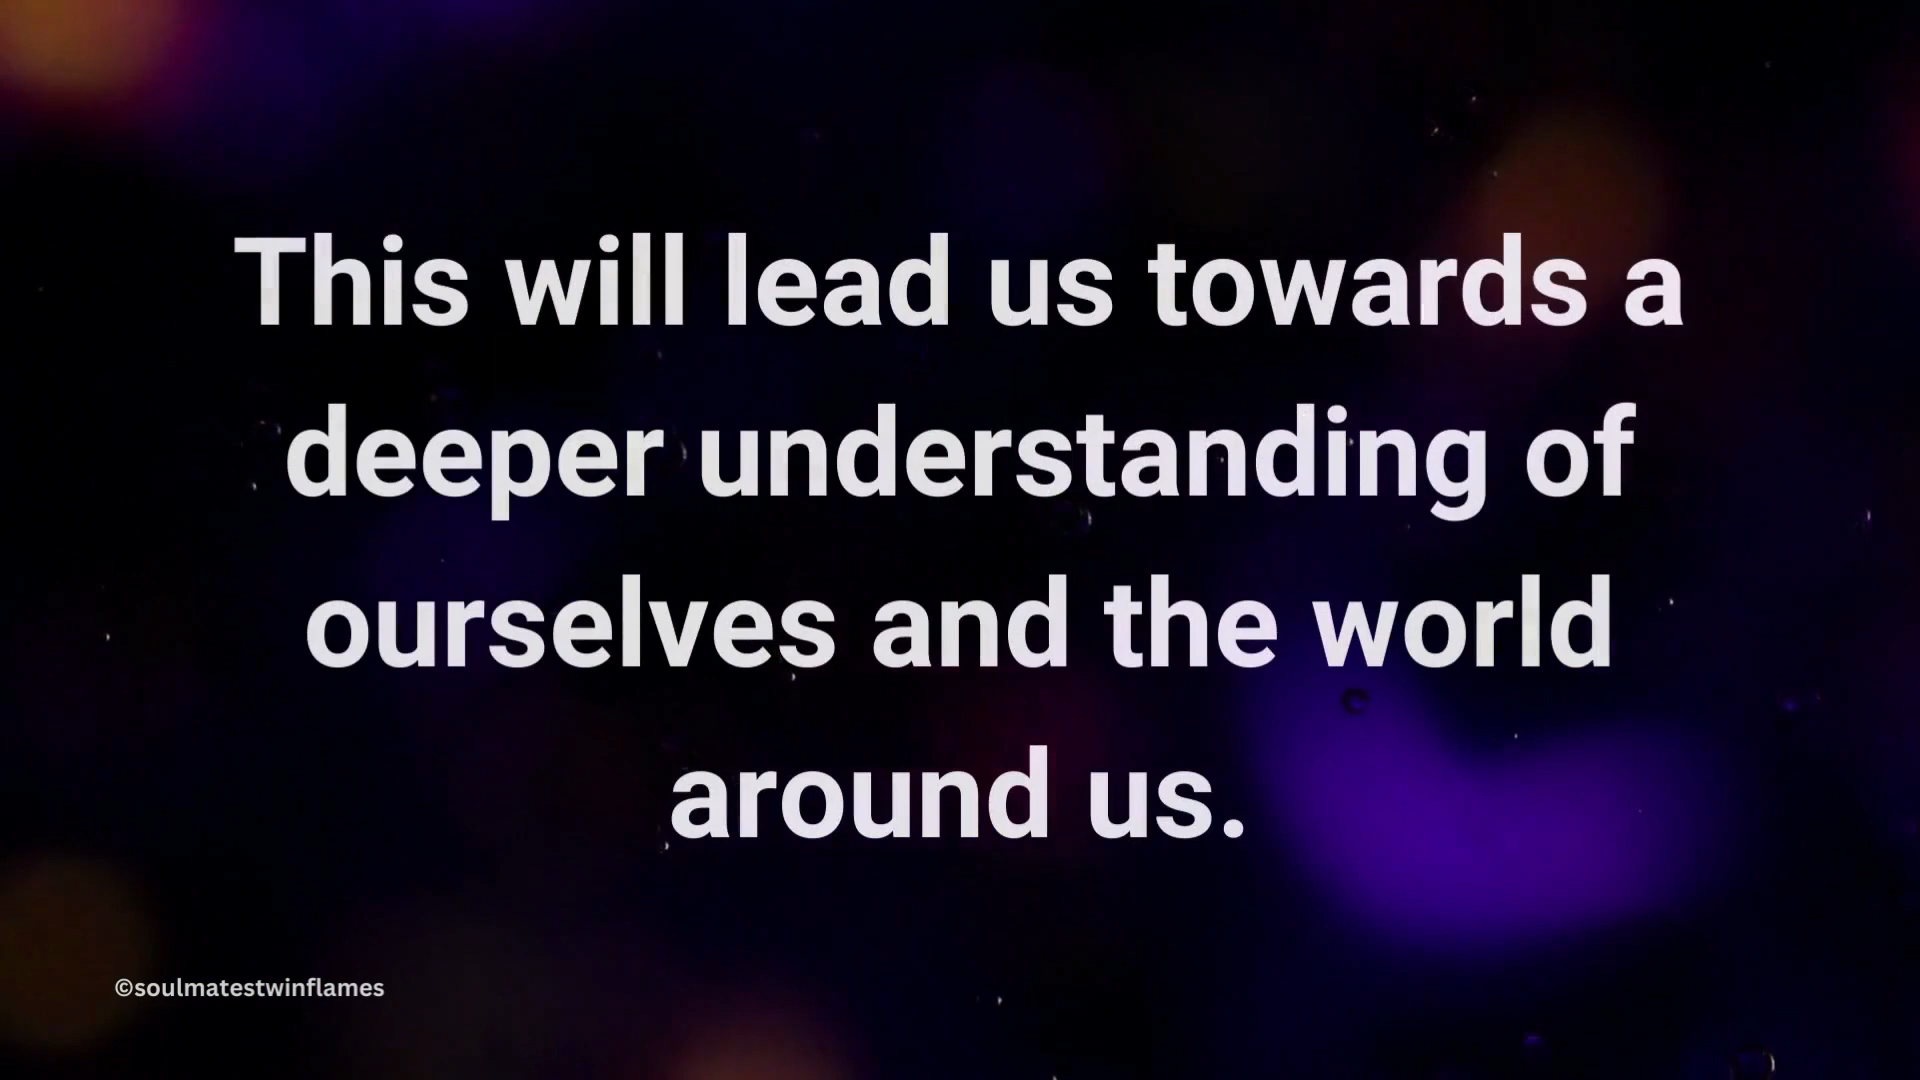 This will lead us towards a
deeper understanding of
ourselves and the world
around us.
©soulmatestwinflames